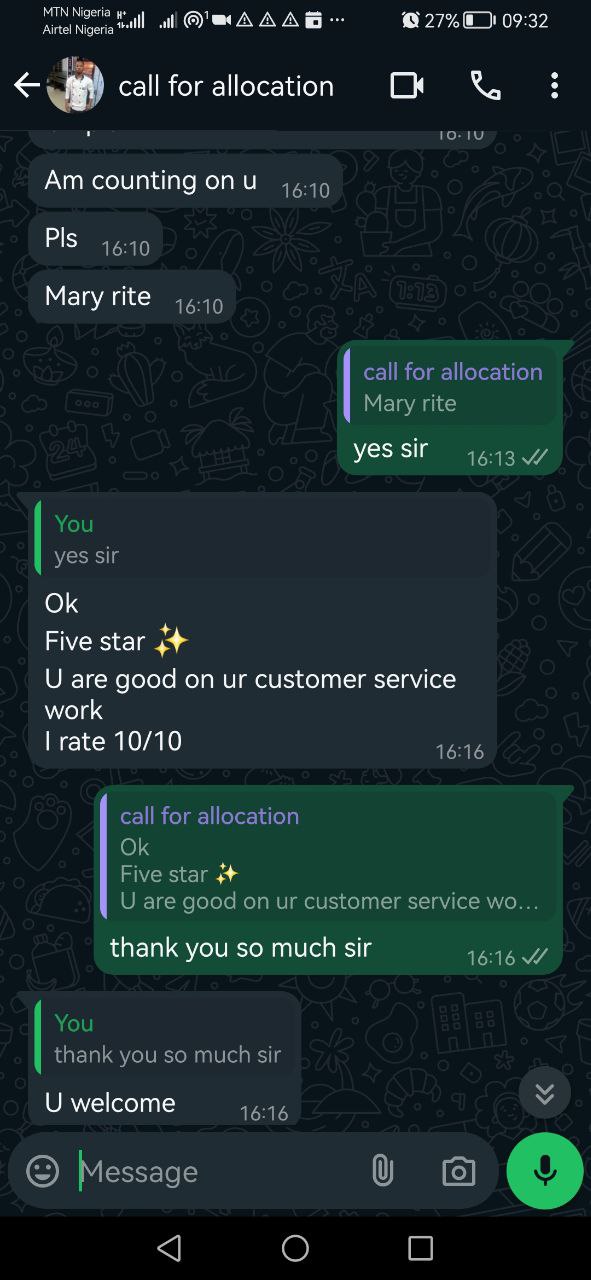 MTN Nigeria
Airtel Nigeria
27%
09:32
call for allocation
16:10
Am counting on u 16:10
Pls 16:10
Mary rite 16:10
call for allocation
Mary rite
yes sir 16:13
You
yes sir
Ok
Five star ✨
U are good on ur customer service
work
I rate 10/10
16:16
call for allocation
Ok
Five star ✨
U are good on ur customer service wo...
thank you so much sir 16:16
You
thank you so much sir
U welcome 16:16
Message